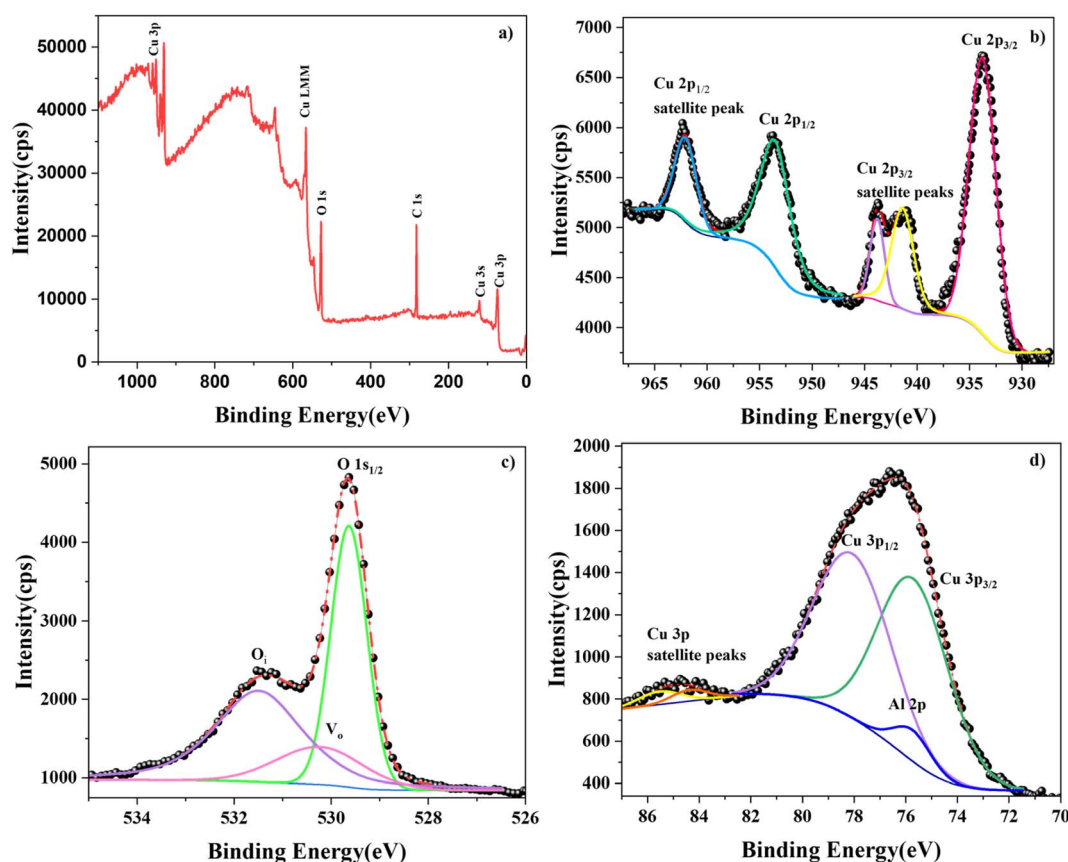 a)
Cu 3p
Cu LMM
O 1s
C 1s
Cu 3s
Cu 3p
50000
40000
30000
20000
10000
0
Intensity(cps)
1000 800 600 400 200 0
Binding Energy(eV)
b)
Cu 2p3/2
Cu 2p1/2
satellite peak
Cu 2p1/2
Cu 2p3/2
satellite peaks
7000
6500
6000
5500
5000
4500
4000
Intensity(cps)
965 960 955 950 945 940 935 930
Binding Energy(eV)
c)
O 1s1/2
Oi
Vo
5000
4000
3000
2000
1000
Intensity(cps)
534 532 530 528 526
Binding Energy(eV)
d)
Cu 3p1/2
Cu 3p3/2
Cu 3p
satellite peaks
Al 2p
2000
1800
1600
1400
1200
1000
800
600
400
Intensity(cps)
86 84 82 80 78 76 74 72 70
Binding Energy(eV)